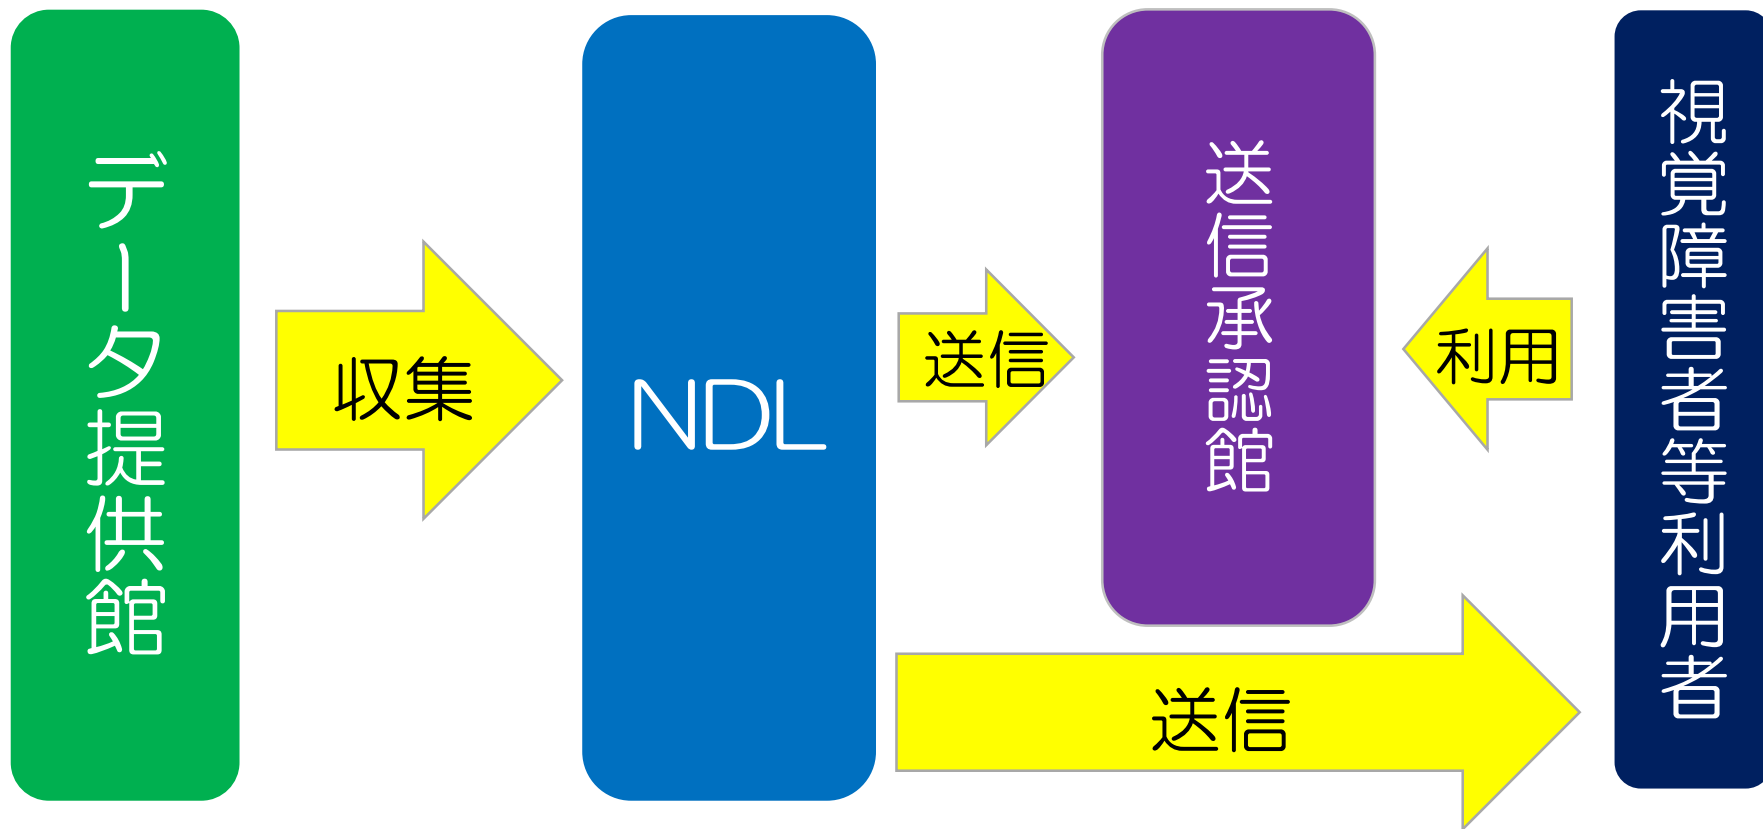 データ提供館
収集
NDL
送信
送信承認館
利用
視覚障害者等利用者
送信